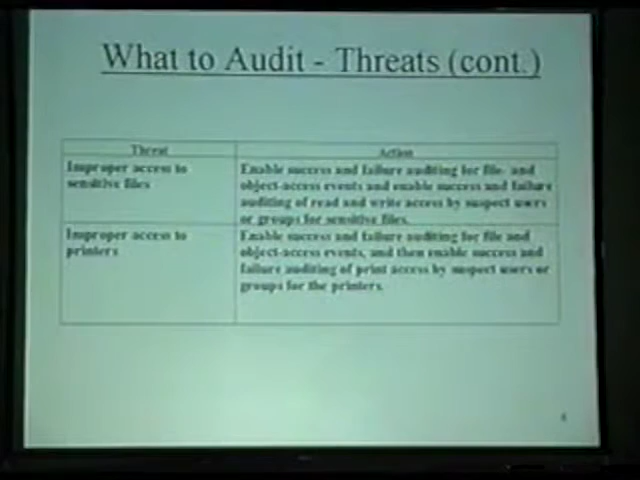 What to Audit - Threats (cont.)
Threat
Action
Improper access to
sensitive files
Enable success and failure auditing for file- and
object-access events and enable success and failure
auditing of read and write access by suspect users
or groups for sensitive files.
Improper access to
printers
Enable success and failure auditing for file and
object-access events, and then enable success and
failure auditing of print access by suspect users or
groups for the printers.